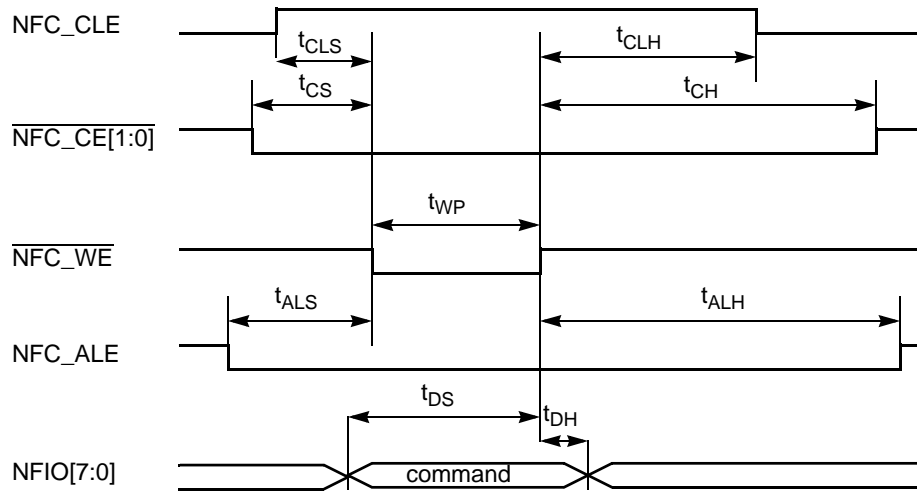 NFC_CLE
tCLS
tCLH
tCS
tCH
NFC_CE[1:0]
tWP
NFC_WE
tALS
tALH
NFC_ALE
tDS
tDH
NFIO[7:0]
command